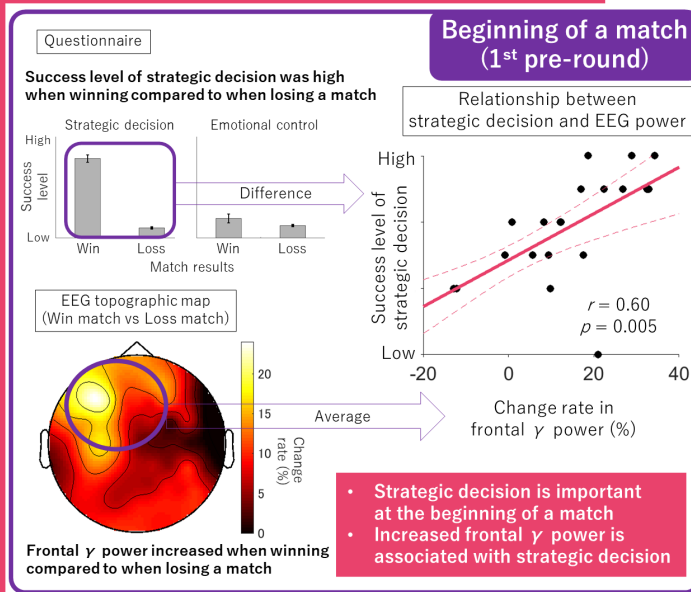 Beginning of a match
(1st pre-round)
Questionnaire
Success level of strategic decision was high
when winning compared to when losing a match
Strategic decision
Emotional control
High
Success
level
Low
Win
Loss
Win
Loss
Match results
Difference
Relationship between
strategic decision and EEG power
High
Success level of
strategic decision
Low
r = 0.60
p = 0.005
-20
0
20
40
Change rate in
frontal γ power (%)
EEG topographic map
(Win match vs Loss match)
20
15
10
5
0
Change
rate (%)
Average
Frontal γ power increased when winning
compared to when losing a match
• Strategic decision is important
at the beginning of a match
• Increased frontal γ power is
associated with strategic decision